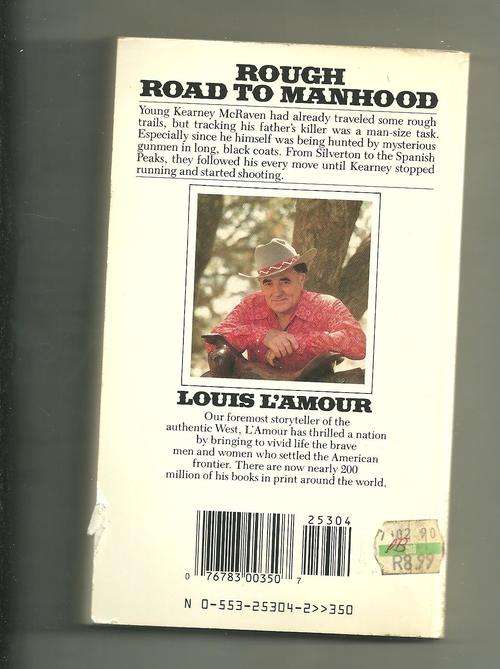 ROUGH
ROAD TO MANHOOD
Young Kearney McRaven had already traveled some rough
trails, but tracking his father's killer was a man-size task.
Especially since he himself was being hunted by mysterious
gunmen in long, black coats. From Silverton to the Spanish
Peaks, they followed his every move until Kearney stopped
running and started shooting.
LOUIS L'AMOUR
Our foremost storyteller of the
authentic West, L'Amour has thrilled a nation
by bringing to vivid life the brave
men and women who settled the American
frontier. There are now nearly 200
million of his books in print around the world.
25304
0 76783 00350 7
R8.99
N 0-553-25304-2>>350